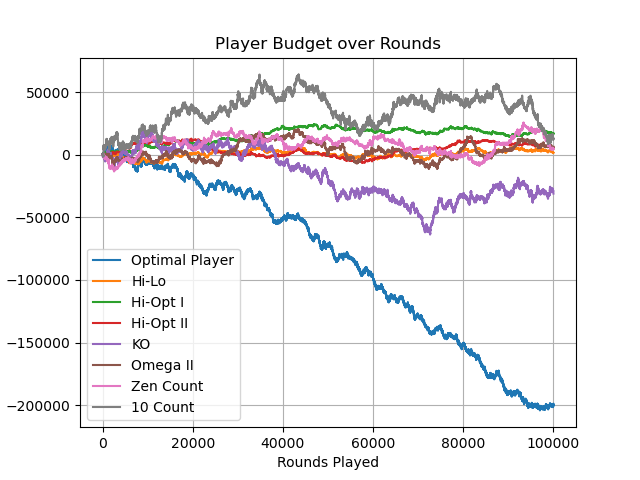 Player Budget over Rounds
50000
0
−50000
−100000
−150000
−200000
Optimal Player
Hi-Lo
Hi-Opt I
Hi-Opt II
KO
Omega II
Zen Count
10 Count
0 20000 40000 60000 80000 100000
Rounds Played